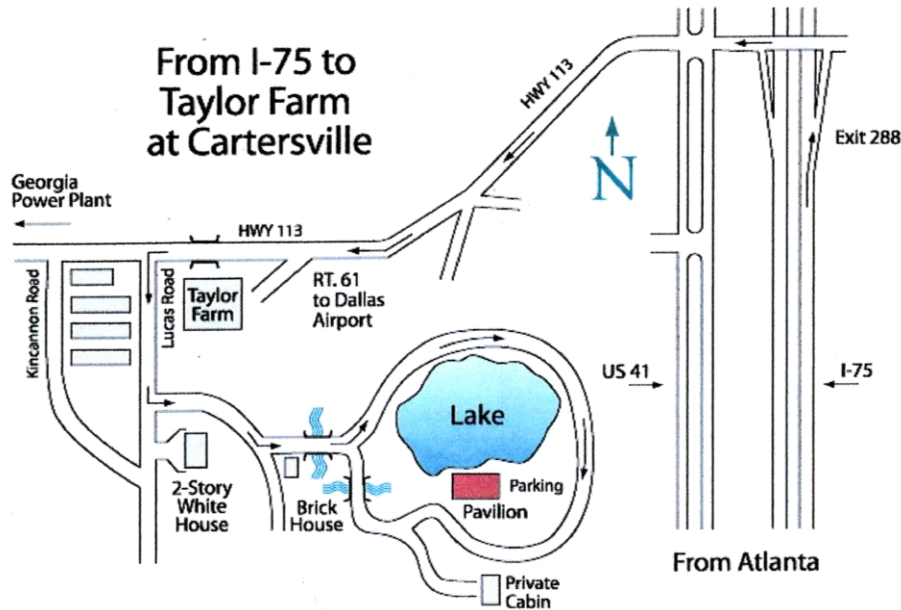 From I-75 to
Taylor Farm
at Cartersville
HWY 113
N
Exit 288
Georgia
Power Plant
HWY 113
Kincannon Road
Lucas Road
Taylor
Farm
RT. 61
to Dallas
Airport
US 41
I-75
Lake
2-Story
White
House
Brick
House
Parking
Pavilion
From Atlanta
Private
Cabin